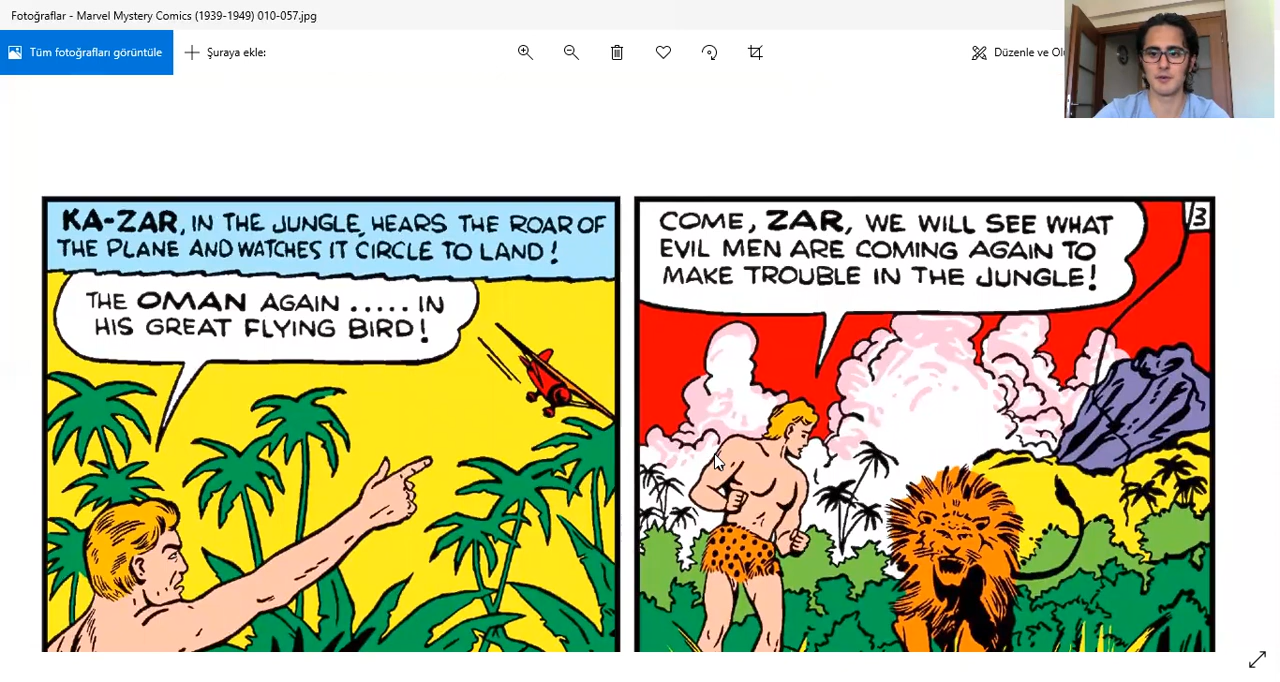 Fotoğraflar - Marvel Mystery Comics (1939-1949) 010-057.jpg
Tüm fotoğrafları görüntüle
Şuraya ekle:
Düzenle ve Olu
KA-ZAR, IN THE JUNGLE, HEARS THE ROAR OF
THE PLANE AND WATCHES IT CIRCLE TO LAND!
THE OMAN AGAIN ..... IN
HIS GREAT FLYING BIRD!
COME, ZAR, WE WILL SEE WHAT
EVIL MEN ARE COMING AGAIN TO
MAKE TROUBLE IN THE JUNGLE!
13